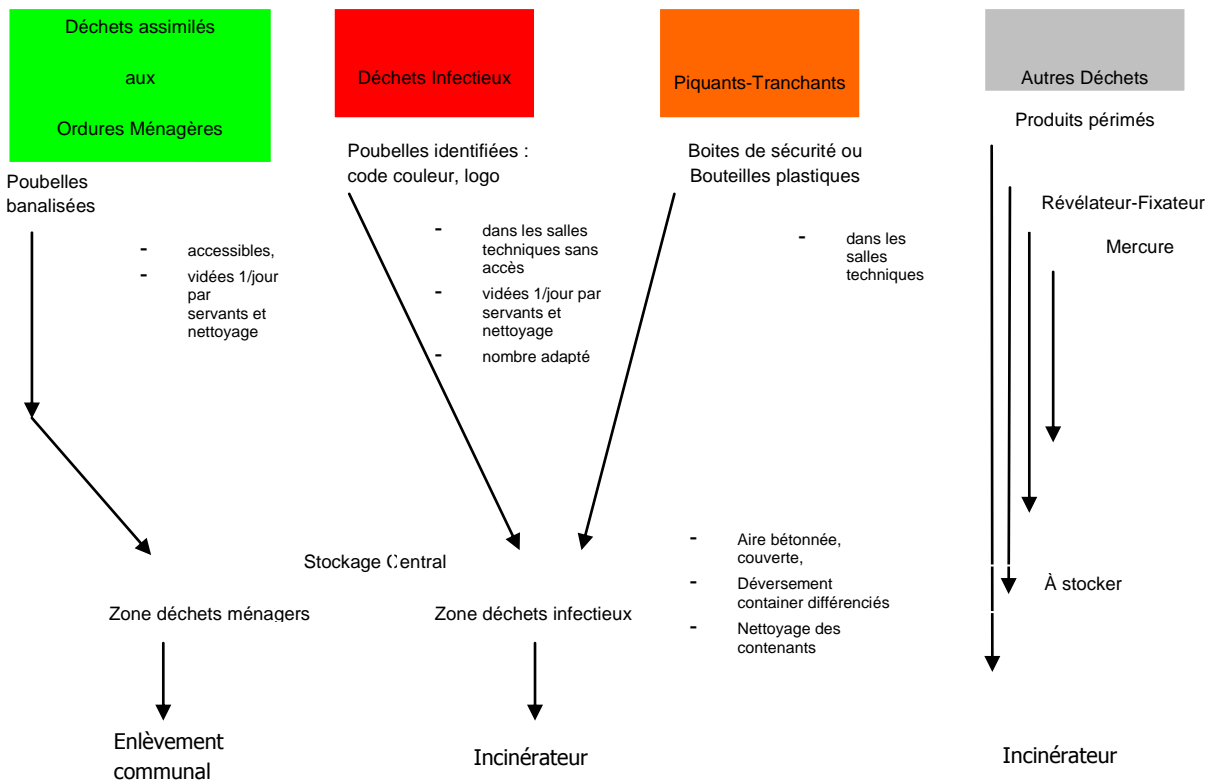 Déchets assimilés
aux
Ordures Ménagères
Déchets Infectieux
Piquants-Tranchants
Autres Déchets
Poubelles
banalisées
- accessibles,
- vidées 1/jour
par
servants et
nettoyage
Poubelles identifiées :
code couleur, logo
- dans les salles
techniques sans
accès
- vidées 1/jour par
servants et
nettoyage
- nombre adapté
Boites de sécurité ou
Bouteilles plastiques
- dans les
salles
techniques
Produits périmés
Révélateur-Fixateur
Mercure
Stockage Central
- Aire bétonnée,
couverte,
- Déversement
container différenciés
- Nettoyage des
contenants
À stocker
Zone déchets ménagers
Zone déchets infectieux
Enlèvement
communal
Incinérateur
Incinérateur